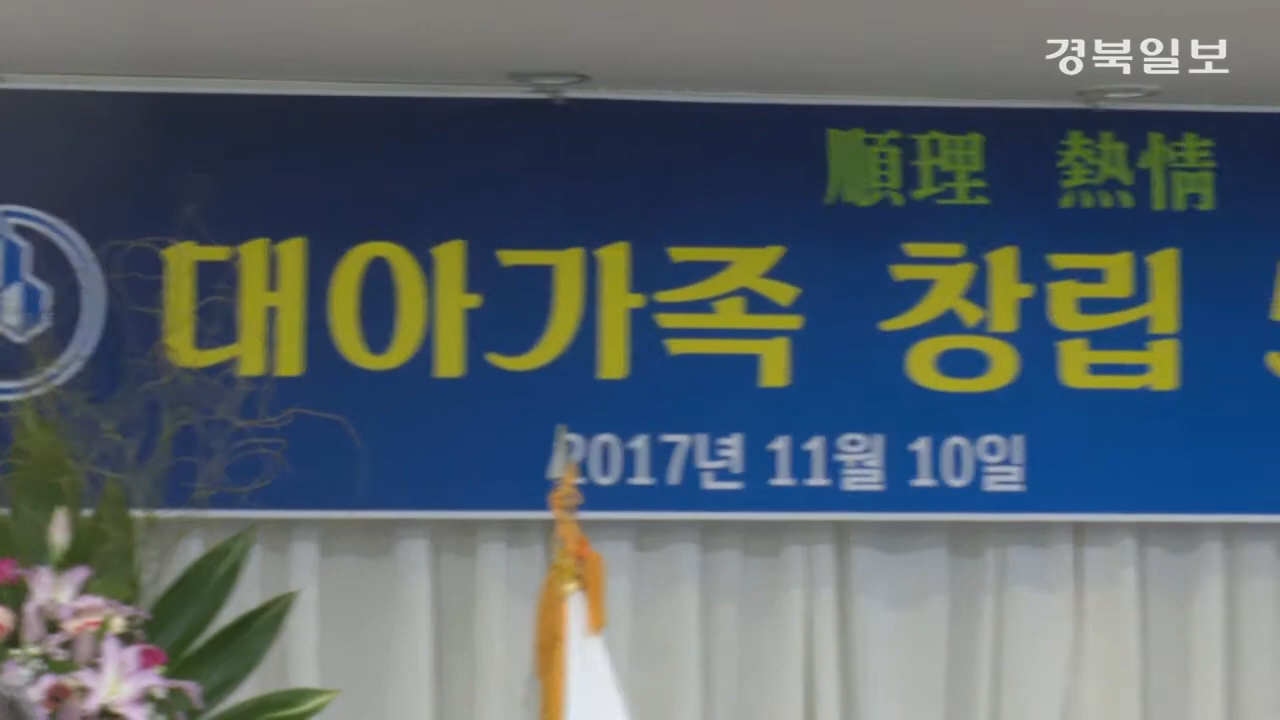 경북일보
順理 熱情
대아가족 창립
2017년 11월 10일